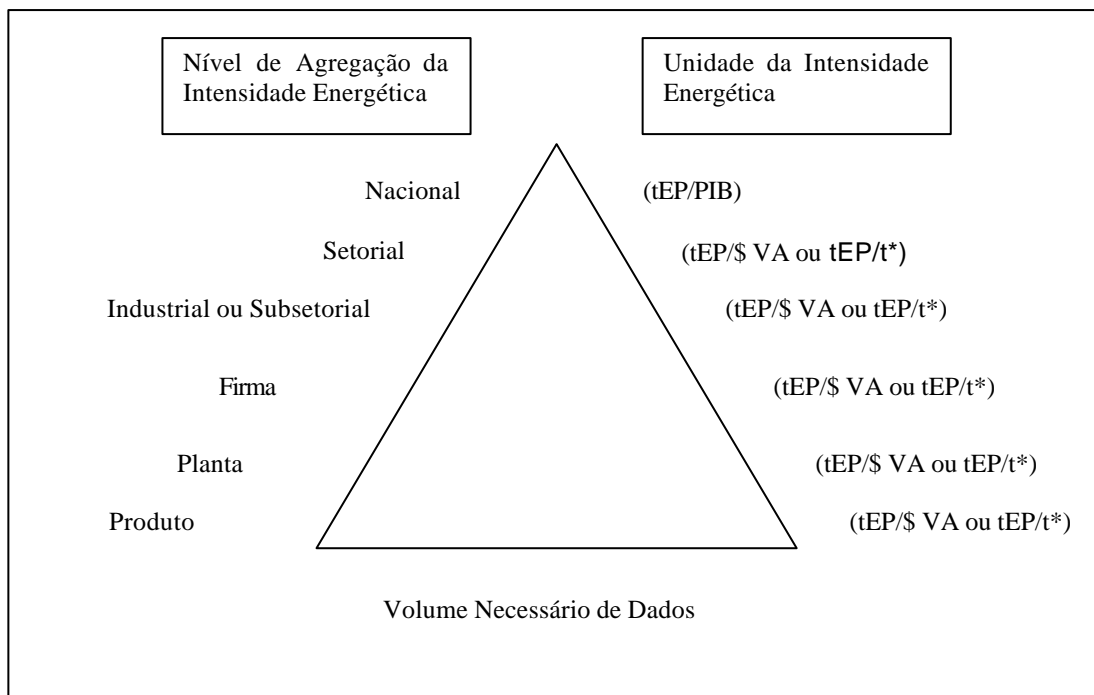 Nível de Agregação da
Intensidade Energética
Unidade da Intensidade
Energética
Nacional
(tEP/PIB)
Setorial
(tEP/$ VA ou tEP/t*)
Industrial ou Subsetorial
(tEP/$ VA ou tEP/t*)
Firma
(tEP/$ VA ou tEP/t*)
Planta
(tEP/$ VA ou tEP/t*)
Produto
(tEP/$ VA ou tEP/t*)
Volume Necessário de Dados